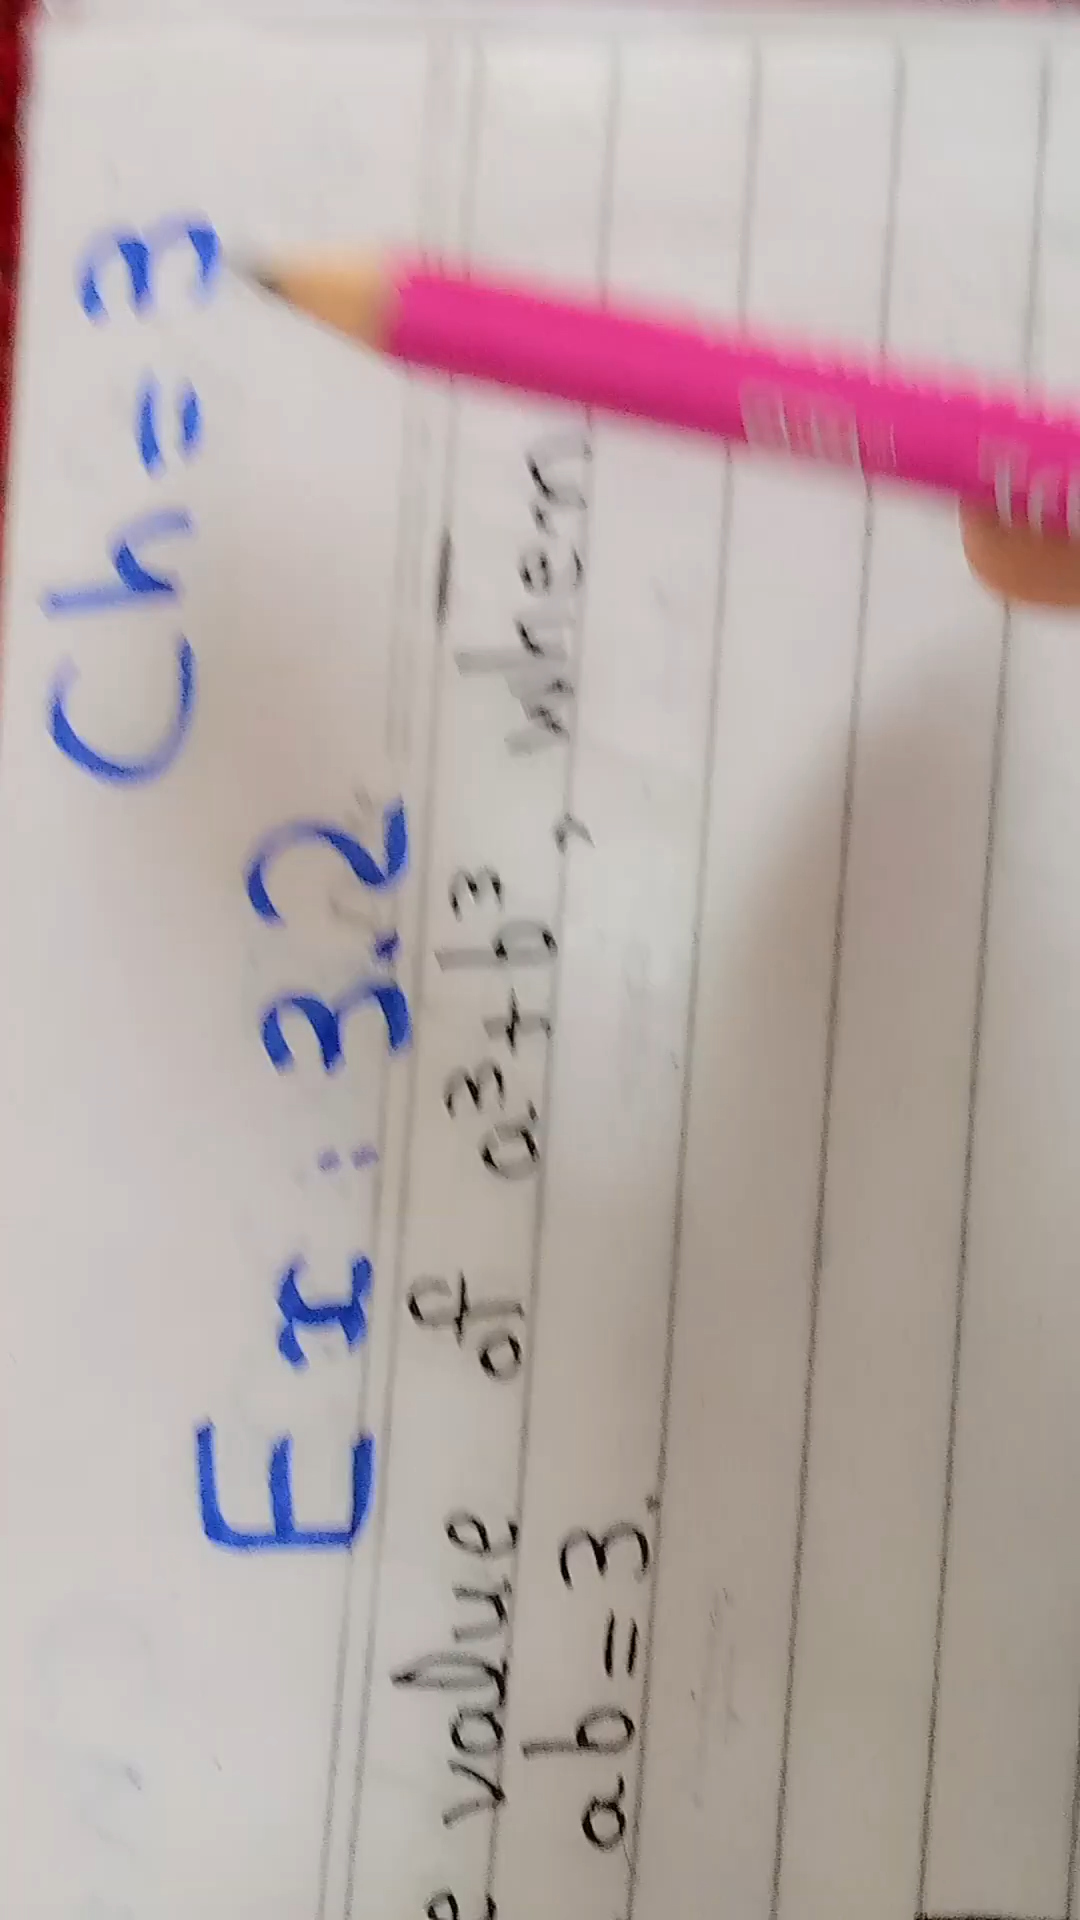 Ch = 3
Ex : 3.2
value of a³+b³, when
ab = 3.